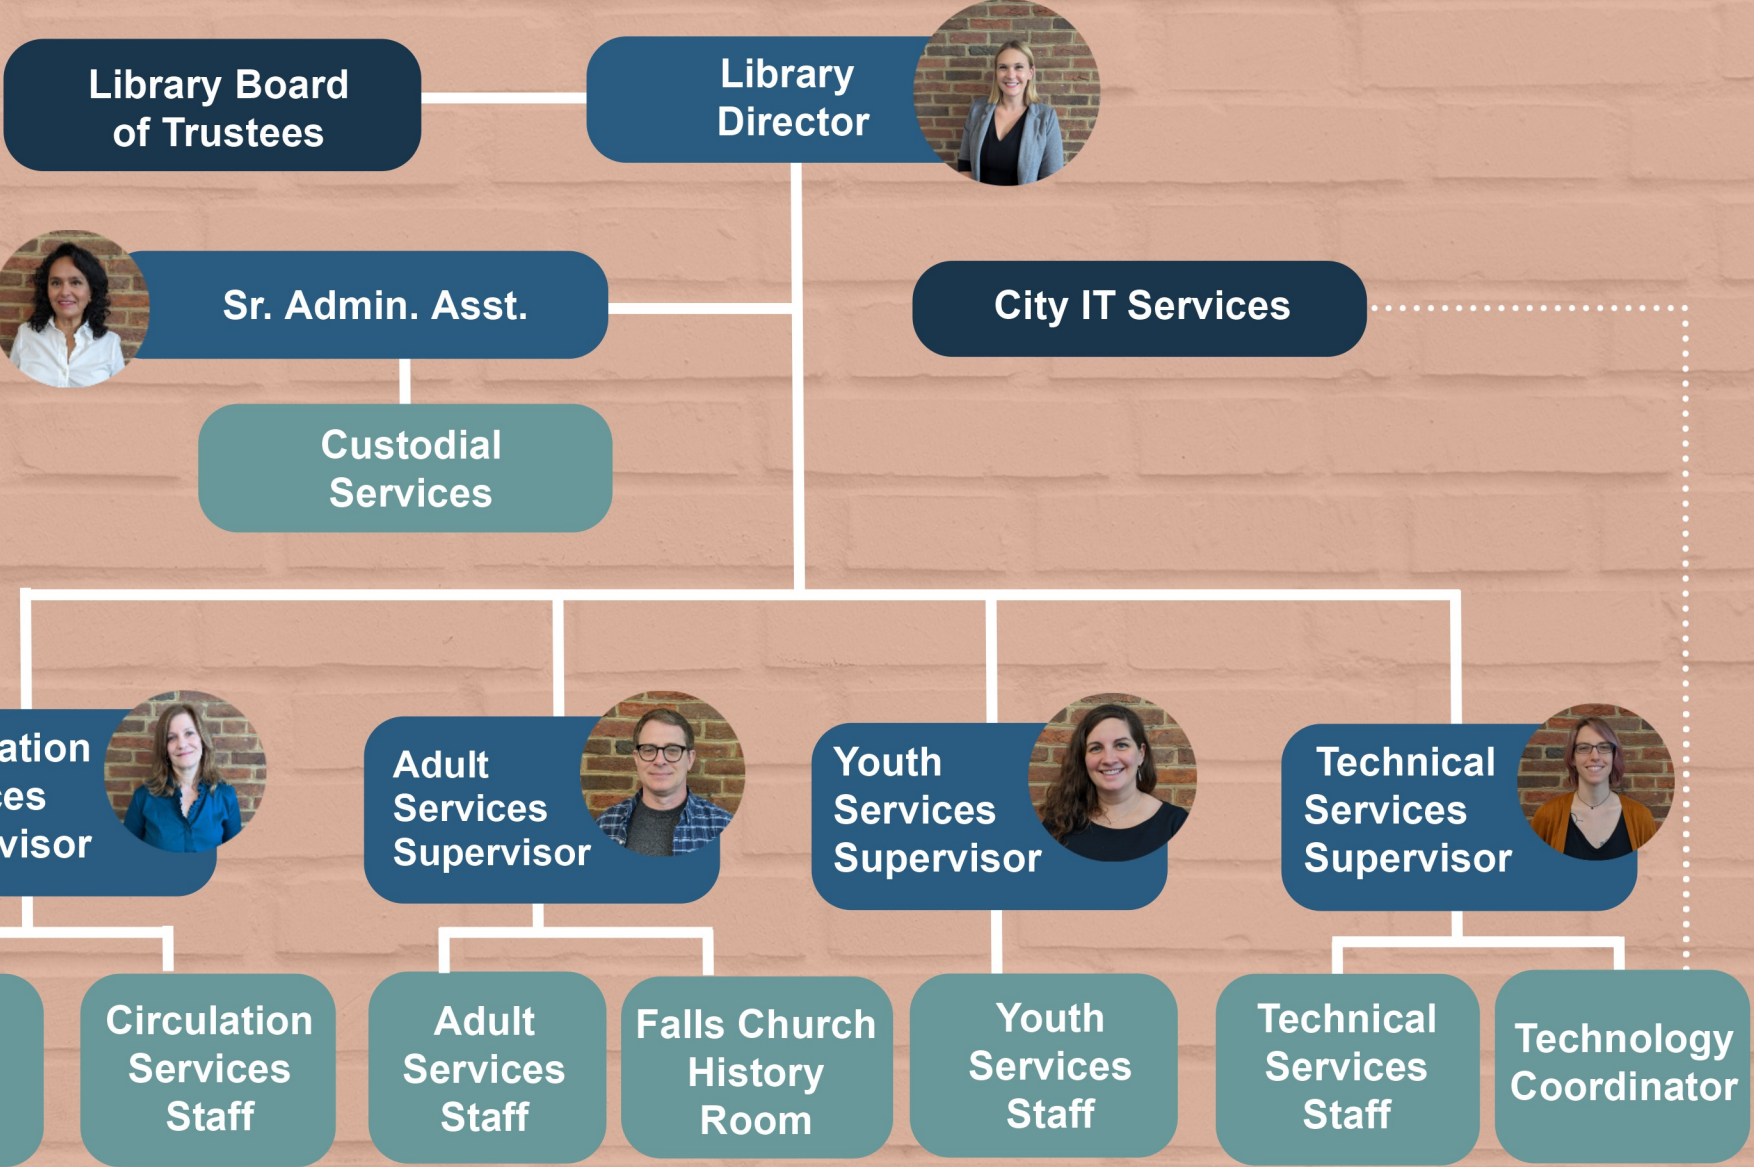 Library Board
of Trustees
Library
Director
Sr. Admin. Asst.
City IT Services
Custodial
Services
Adult
Services
Supervisor
Youth
Services
Supervisor
Technical
Services
Supervisor
Circulation
Services
Staff
Adult
Services
Staff
Falls Church
History
Room
Youth
Services
Staff
Technical
Services
Staff
Technology
Coordinator